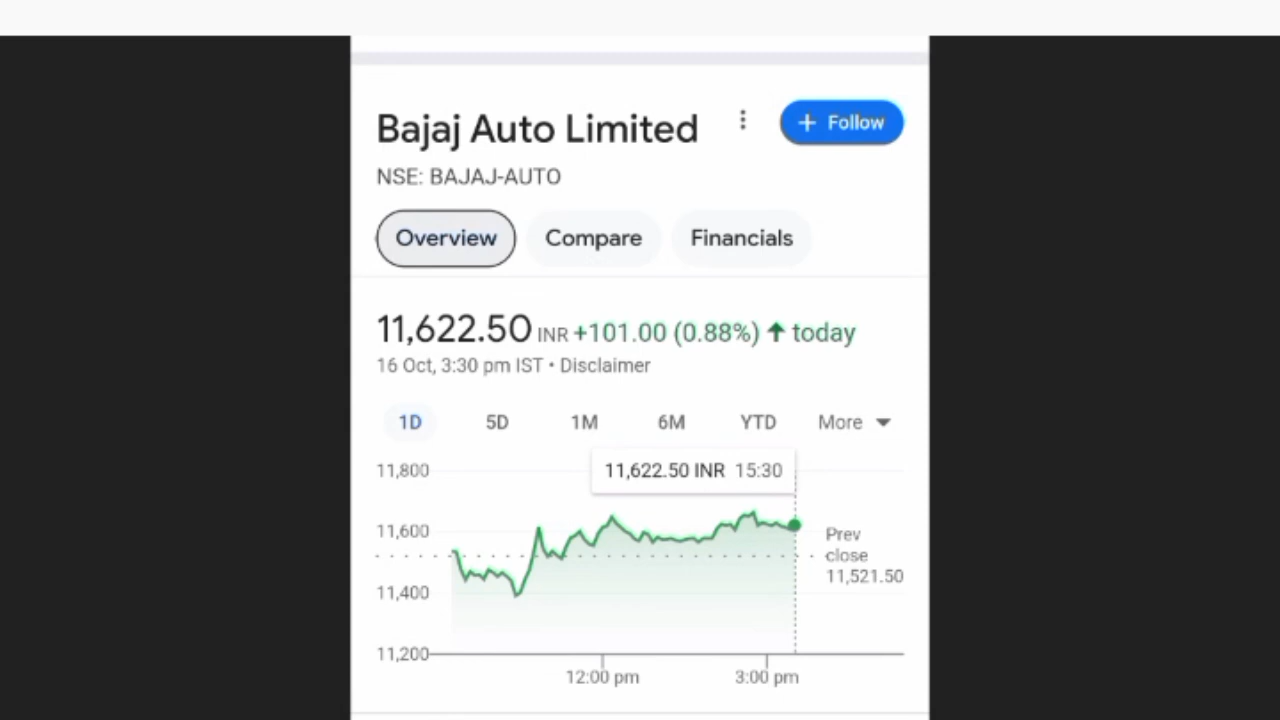 Bajaj Auto Limited
+ Follow
NSE: BAJAJ-AUTO
Overview Compare Financials
11,622.50 INR +101.00 (0.88%) ↑ today
16 Oct, 3:30 pm IST • Disclaimer
1D 5D 1M 6M YTD More
11,622.50 INR 15:30
11,800
11,600
11,400
11,200
Prev
close
11,521.50
12:00 pm 3:00 pm